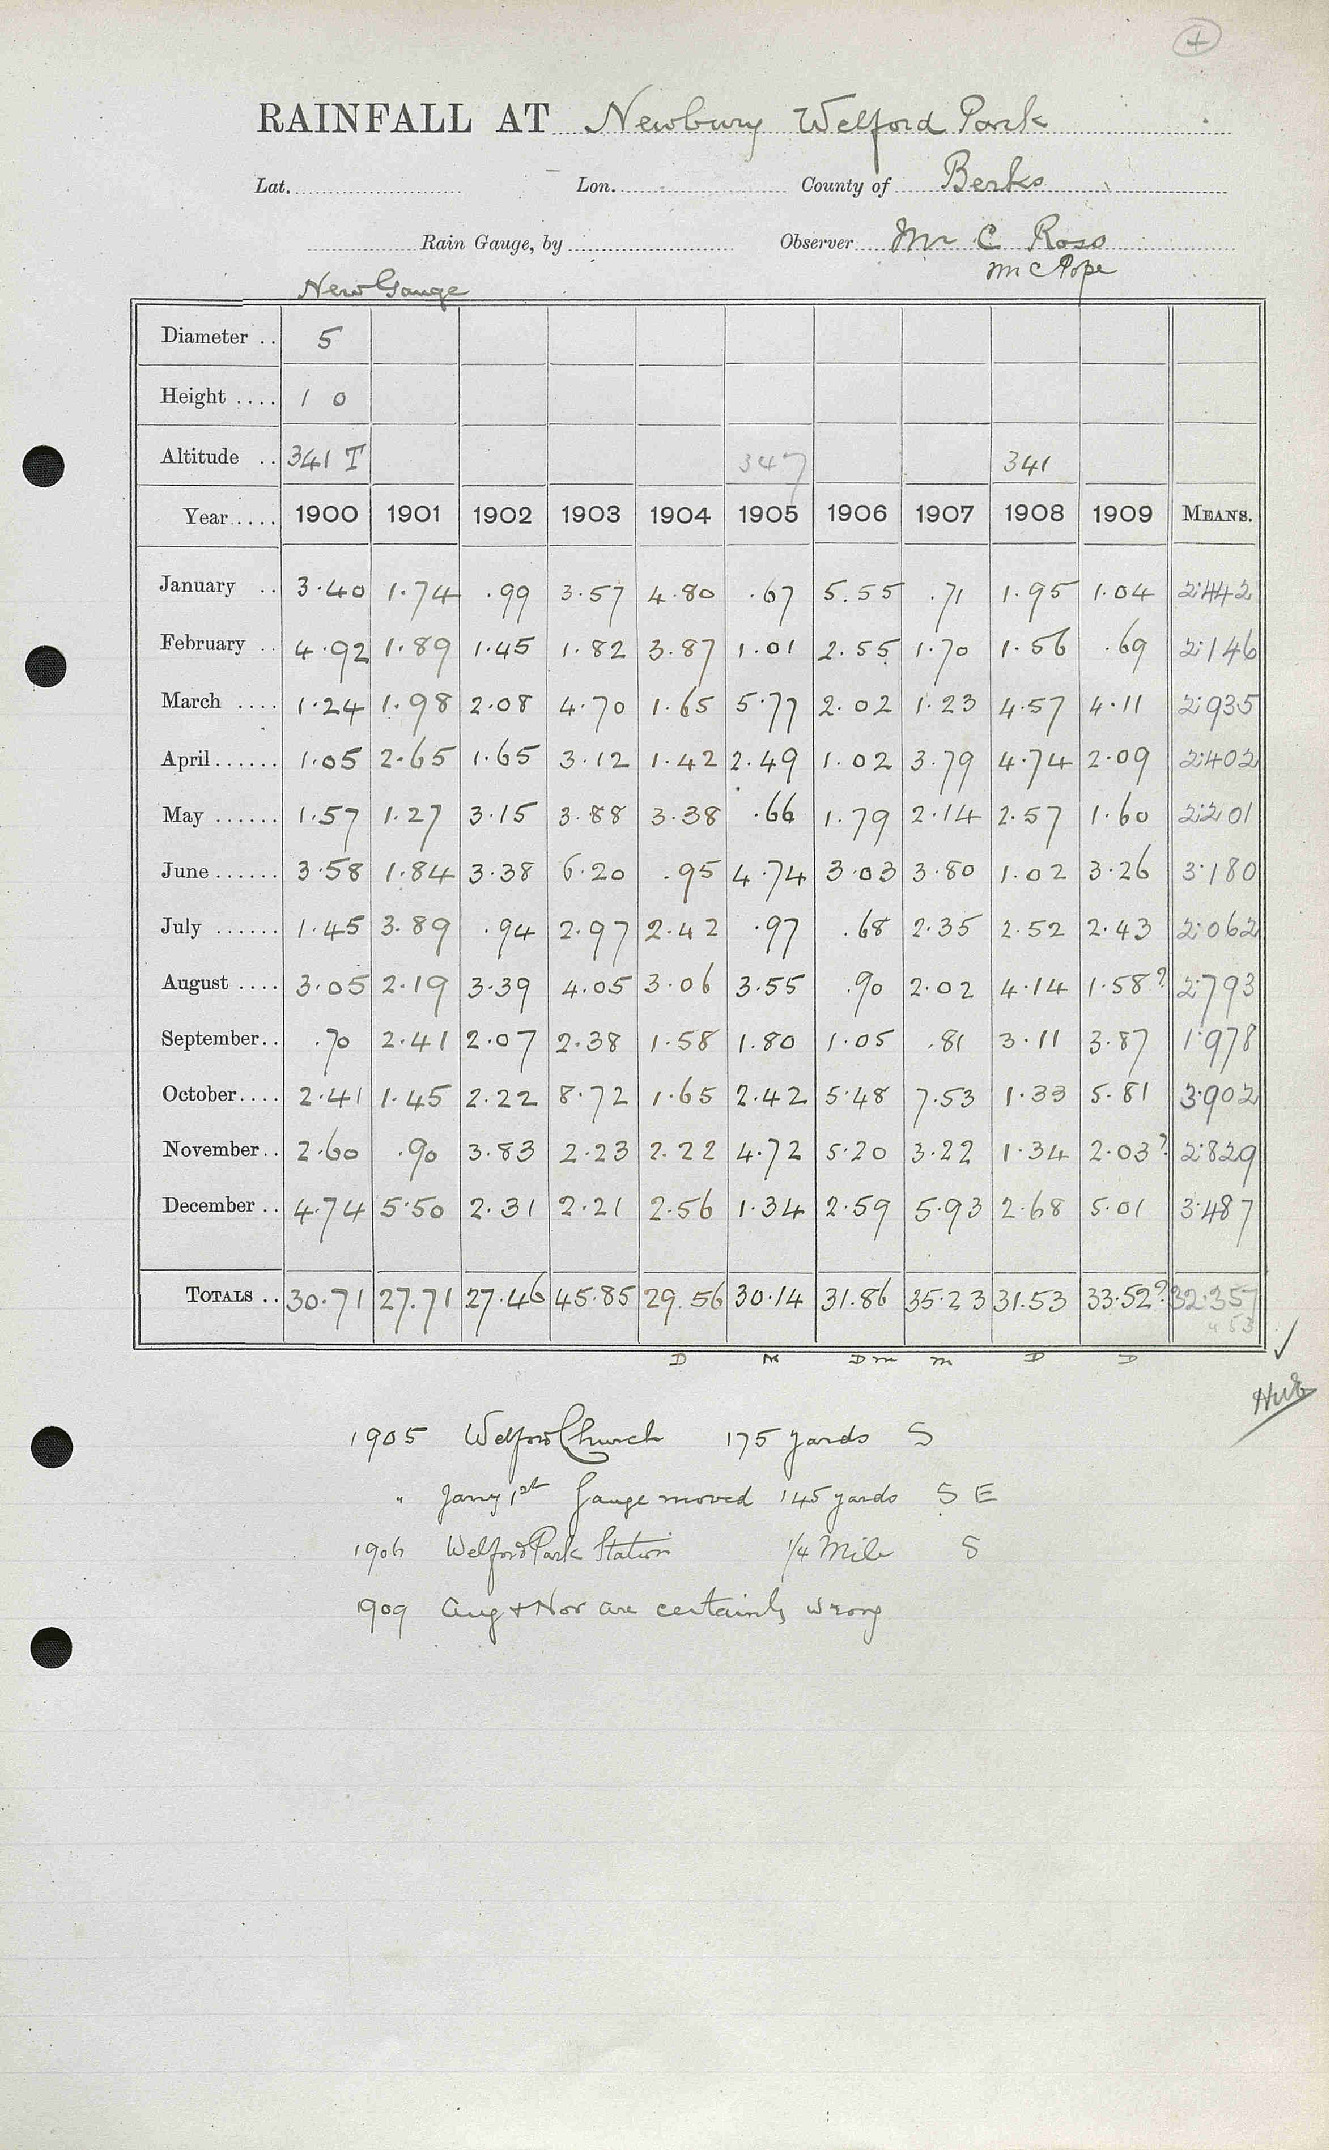 +
RAINFALL AT Newbury Welford Park
Lat. Lon. County of Berks
Rain Gauge, by Observer Mr C Ross
Mr C Pope
New Gauge
Diameter .. 5
Height .... 1 0
Altitude .. 341 T 347 341
Year..... 1900 1901 1902 1903 1904 1905 1906 1907 1908 1909 MEANS.
January .. 3.40 1.74 .99 3.57 4.80 .67 5.55 .71 1.95 1.04 2.442
February .. 4.92 1.89 1.45 1.82 3.87 1.01 2.55 1.70 1.56 .69 2.146
March .... 1.24 1.98 2.08 4.70 1.65 5.77 2.02 1.23 4.57 4.11 2.935
April...... 1.05 2.65 1.65 3.12 1.42 2.49 1.02 3.79 4.74 2.09 2.402
May ...... 1.57 1.27 3.15 3.88 3.38 .66 1.79 2.14 2.57 1.60 2.201
June ...... 3.58 1.84 3.38 6.20 .95 4.74 3.03 3.80 1.02 3.26 3.180
July ...... 1.45 3.89 .94 2.97 2.42 .97 .68 2.35 2.52 2.43 2.062
August .... 3.05 2.19 3.39 4.05 3.06 3.55 .90 2.02 4.14 1.58? 2.793
September.. .70 2.41 2.07 2.38 1.58 1.80 1.05 .81 3.11 3.87 1.978
October.... 2.41 1.45 2.22 8.72 1.65 2.42 5.48 7.53 1.33 5.81 3.902
November.. 2.60 .90 3.83 2.23 2.22 4.72 5.20 3.22 1.34 2.03? 2.829
December .. 4.74 5.50 2.31 2.21 2.56 1.34 2.59 5.93 2.68 5.01 3.487
TOTALS .. 30.71 27.71 27.46 45.85 29.56 30.14 31.86 35.23 31.53 33.52? 32.357
D M D m m D D
1905 Welford Church 175 yards S
" Jany 1st Gauge moved 145 yards S E
1906 Welford Park Station 1/4 Mile S
1909 Aug + Nov are certainly wrong